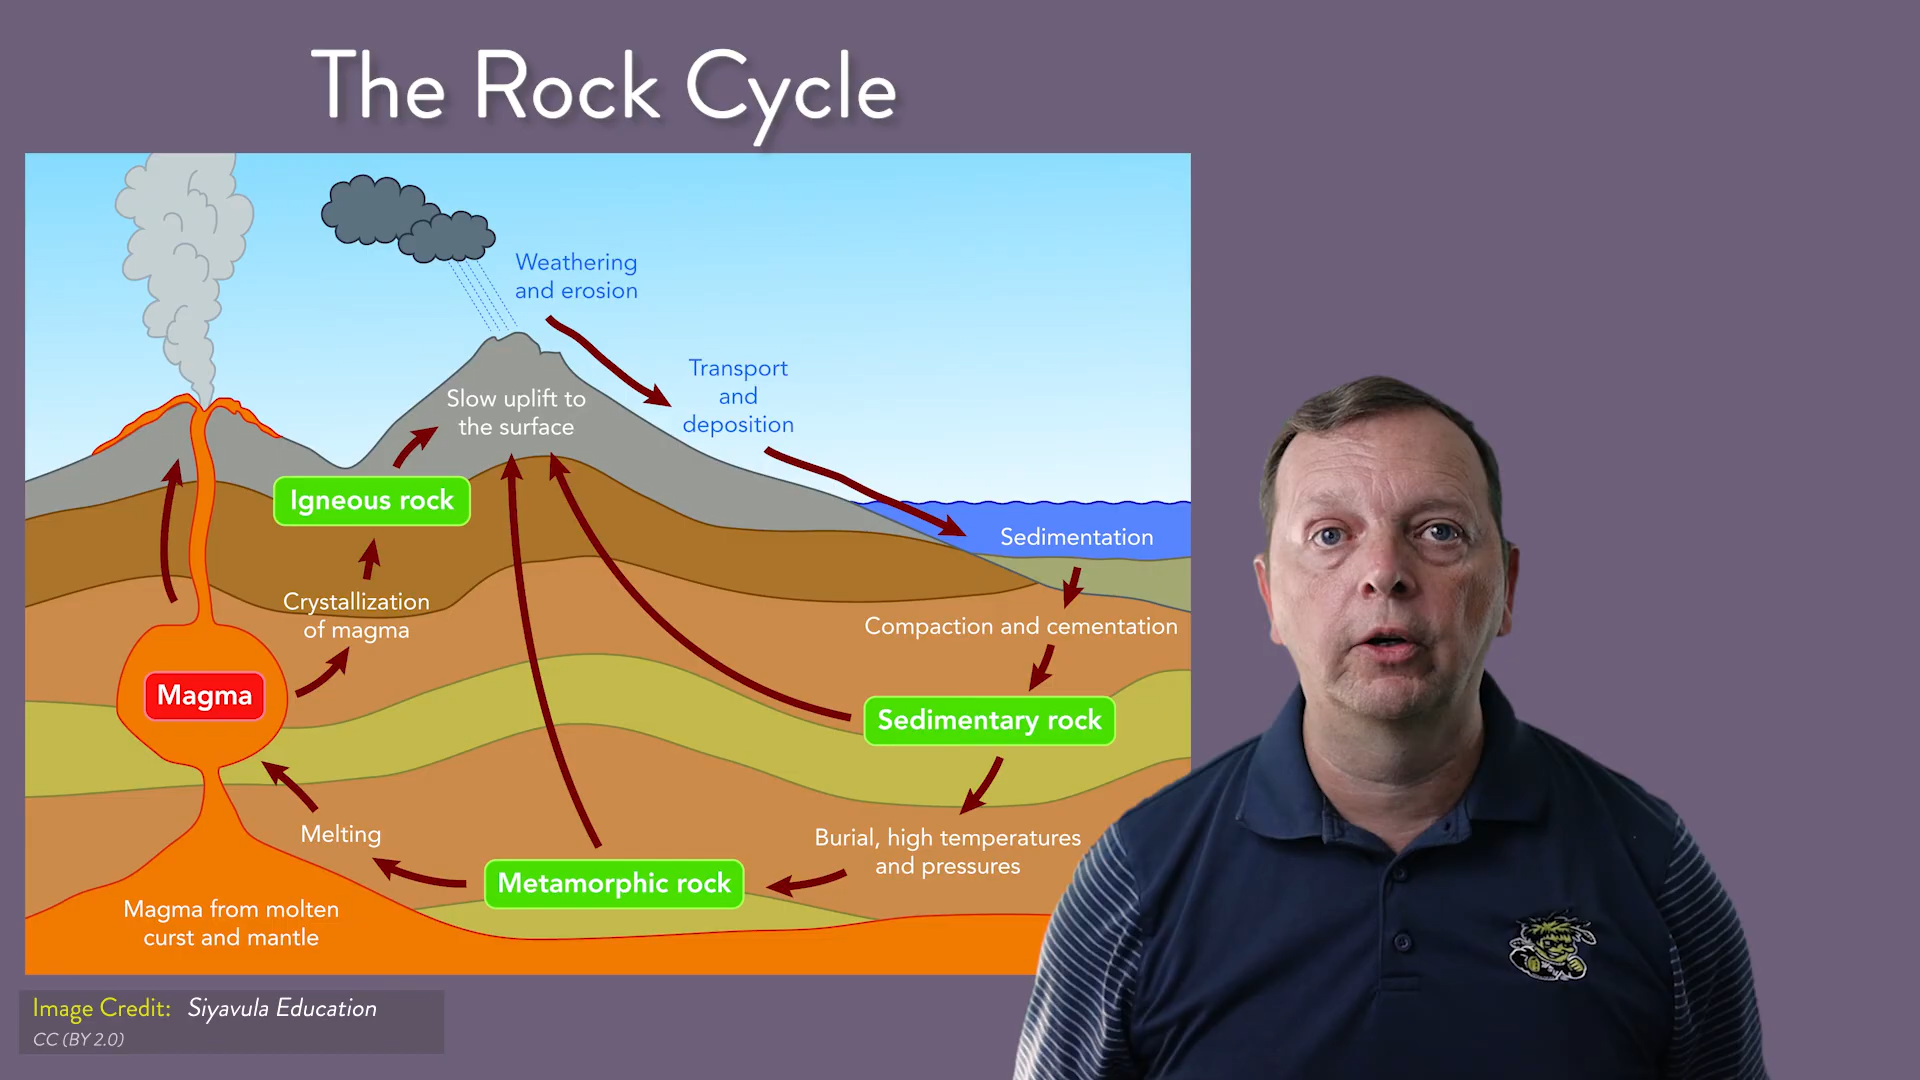 The Rock Cycle
Weathering
and erosion
Transport
and
deposition
Slow uplift to
the surface
Igneous rock
Sedimentation
Crystallization
of magma
Compaction and cementation
Magma
Sedimentary rock
Melting
Burial, high temperatures
and pressures
Metamorphic rock
Magma from molten
curst and mantle
Image Credit: Siyavula Education
CC (BY 2.0)